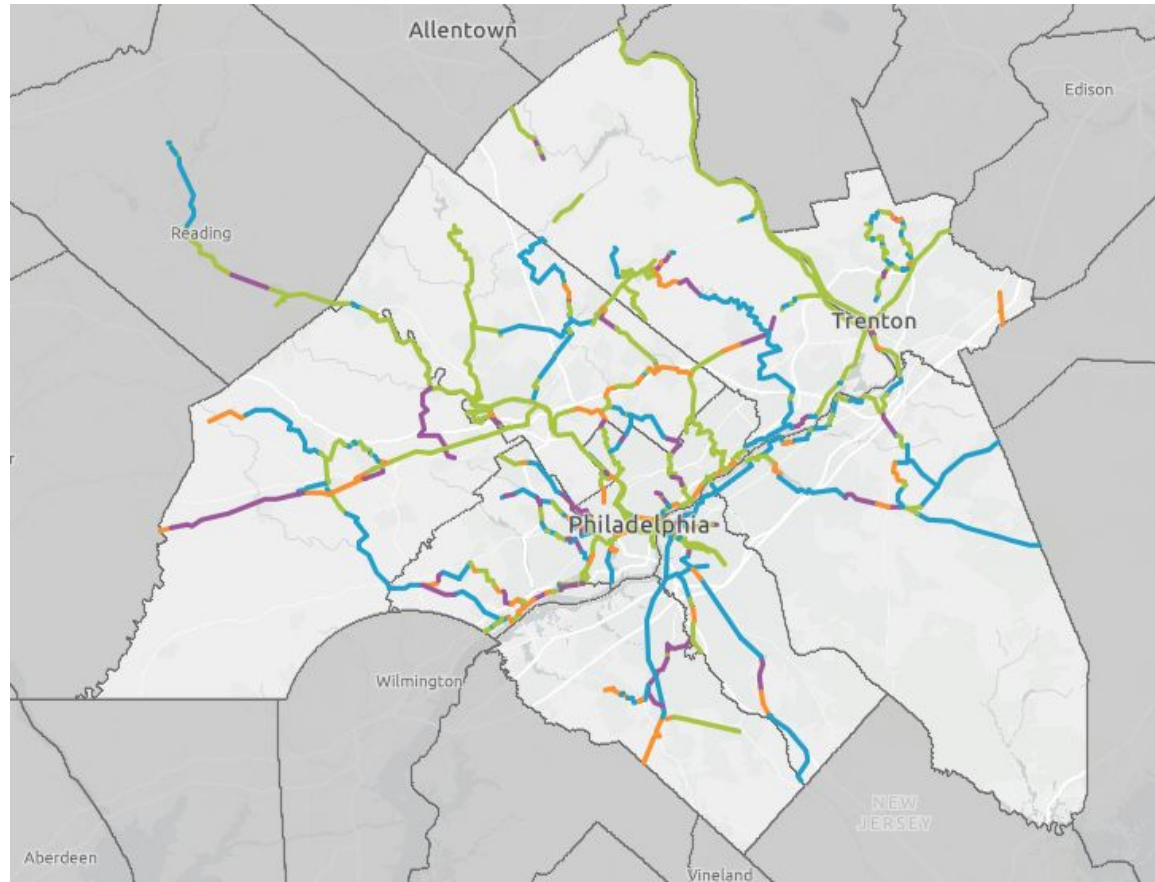 Allentown
Edison
Reading
Trenton
Philadelphia
Wilmington
NEW
JERSEY
Aberdeen
Vineland